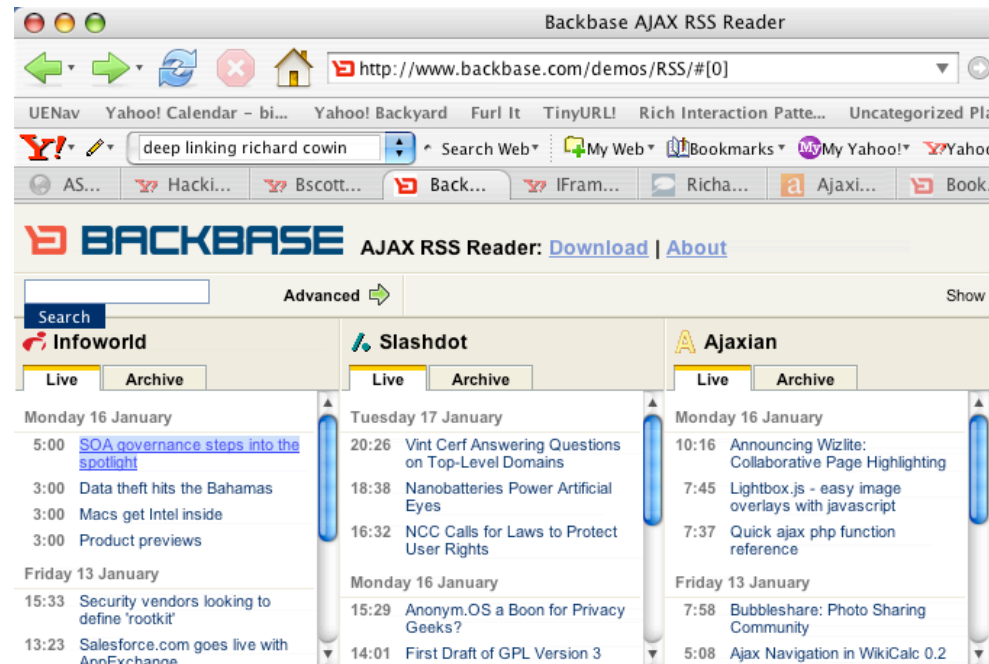 Backbase AJAX RSS Reader
http://www.backbase.com/demos/RSS/#[0]
UENav Yahoo! Calendar – bi... Yahoo! Backyard Furl It TinyURL! Rich Interaction Patte... Uncategorized Pla
Y! deep linking richard cowin Search Web My Web Bookmarks My My Yahoo! Y? Yahoo
AS... Y? Hacki... Y? Bscott... Back... Y? IFram... Richa... a Ajaxi... Book.
BACKBASE AJAX RSS Reader: Download | About
Advanced Show
Search
Infoworld
Live Archive
Monday 16 January
5:00 SOA governance steps into the
spotlight
3:00 Data theft hits the Bahamas
3:00 Macs get Intel inside
3:00 Product previews
Friday 13 January
15:33 Security vendors looking to
define 'rootkit'
13:23 Salesforce.com goes live with
AppExchange
Slashdot
Live Archive
Tuesday 17 January
20:26 Vint Cerf Answering Questions
on Top-Level Domains
18:38 Nanobatteries Power Artificial
Eyes
16:32 NCC Calls for Laws to Protect
User Rights
Monday 16 January
15:29 Anonym.OS a Boon for Privacy
Geeks?
14:01 First Draft of GPL Version 3
Ajaxian
Live Archive
Monday 16 January
10:16 Announcing Wizlite:
Collaborative Page Highlighting
7:45 Lightbox.js - easy image
overlays with javascript
7:37 Quick ajax php function
reference
Friday 13 January
7:58 Bubbleshare: Photo Sharing
Community
5:08 Ajax Navigation in WikiCalc 0.2